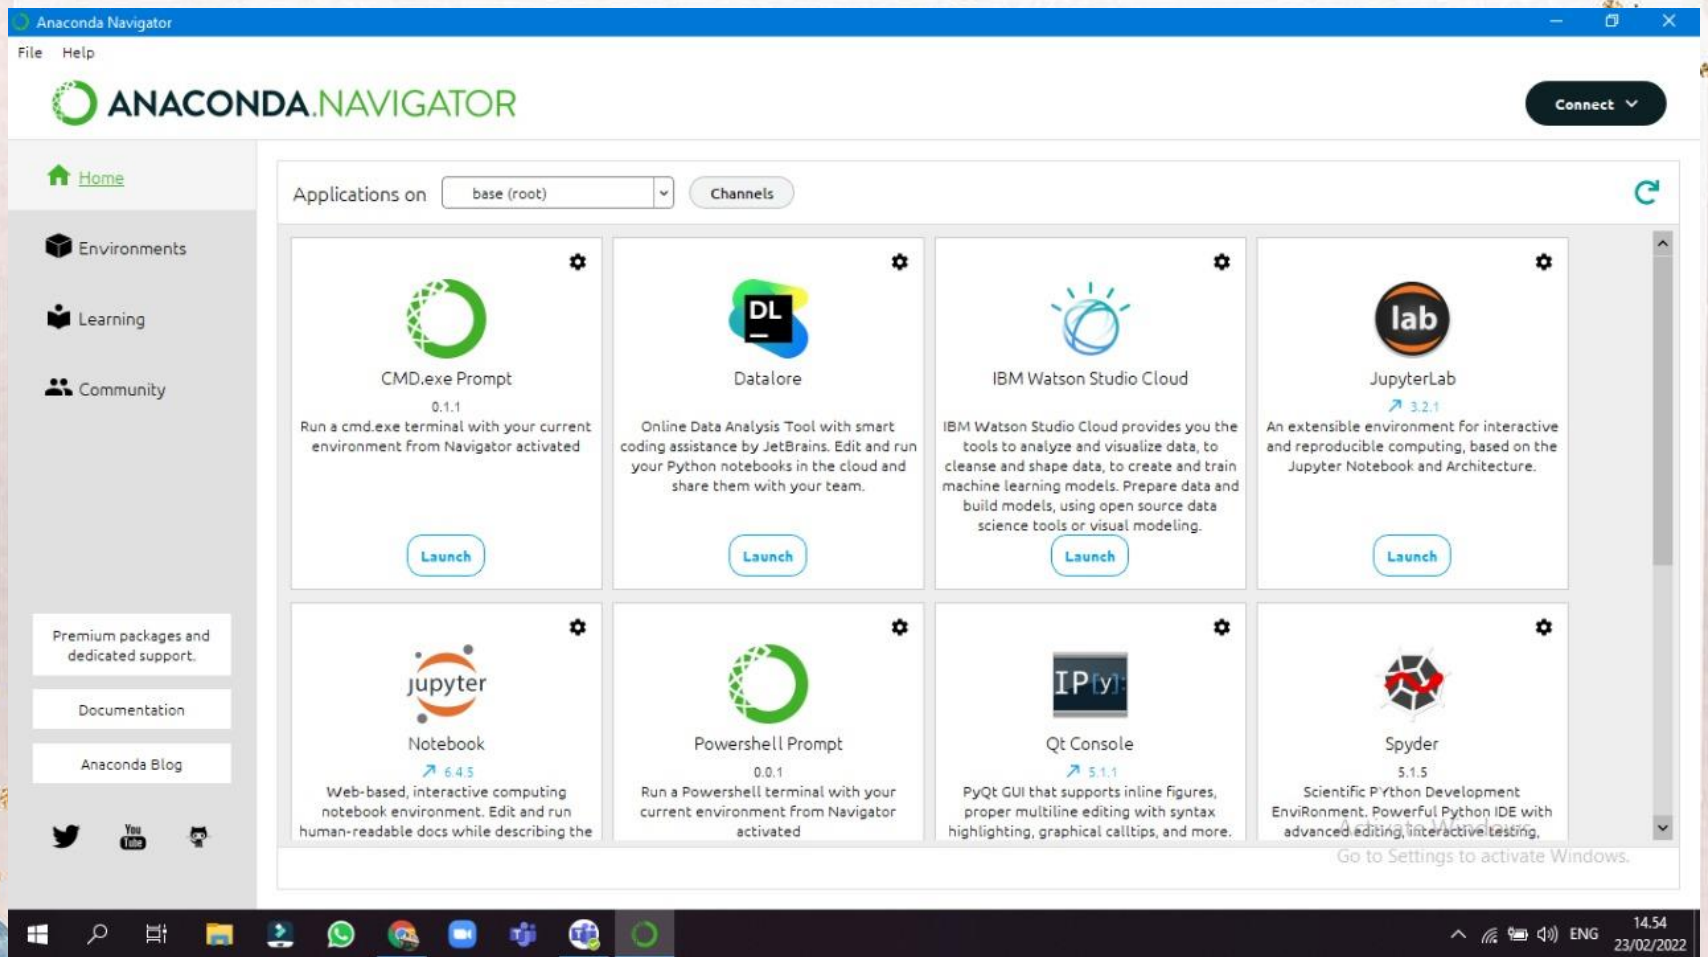 Anaconda Navigator
File Help
ANACONDA.NAVIGATOR
Connect
Home
Environments
Learning
Community
Premium packages and
dedicated support.
Documentation
Anaconda Blog
You
Tube
Applications on base (root) Channels
CMD.exe Prompt
0.1.1
Run a cmd.exe terminal with your current
environment from Navigator activated
Launch
DL
Datalore
Online Data Analysis Tool with smart
coding assistance by JetBrains. Edit and run
your Python notebooks in the cloud and
share them with your team.
Launch
IBM Watson Studio Cloud
IBM Watson Studio Cloud provides you the
tools to analyze and visualize data, to
cleanse and shape data, to create and train
machine learning models. Prepare data and
build models, using open source data
science tools or visual modeling.
Launch
lab
JupyterLab
3.2.1
An extensible environment for interactive
and reproducible computing, based on the
Jupyter Notebook and Architecture.
Launch
jupyter
Notebook
6.4.5
Web-based, interactive computing
notebook environment. Edit and run
human-readable docs while describing the
Powershell Prompt
0.0.1
Run a Powershell terminal with your
current environment from Navigator
activated
IP[y]:
Qt Console
5.1.1
PyQt GUI that supports inline figures,
proper multiline editing with syntax
highlighting, graphical calltips, and more.
Spyder
5.1.5
Scientific PYthon Development
EnviRonment. Powerful Python IDE with
advanced editing, interactive testing,
Activate Windows
Go to Settings to activate Windows.
ENG
14.54
23/02/2022